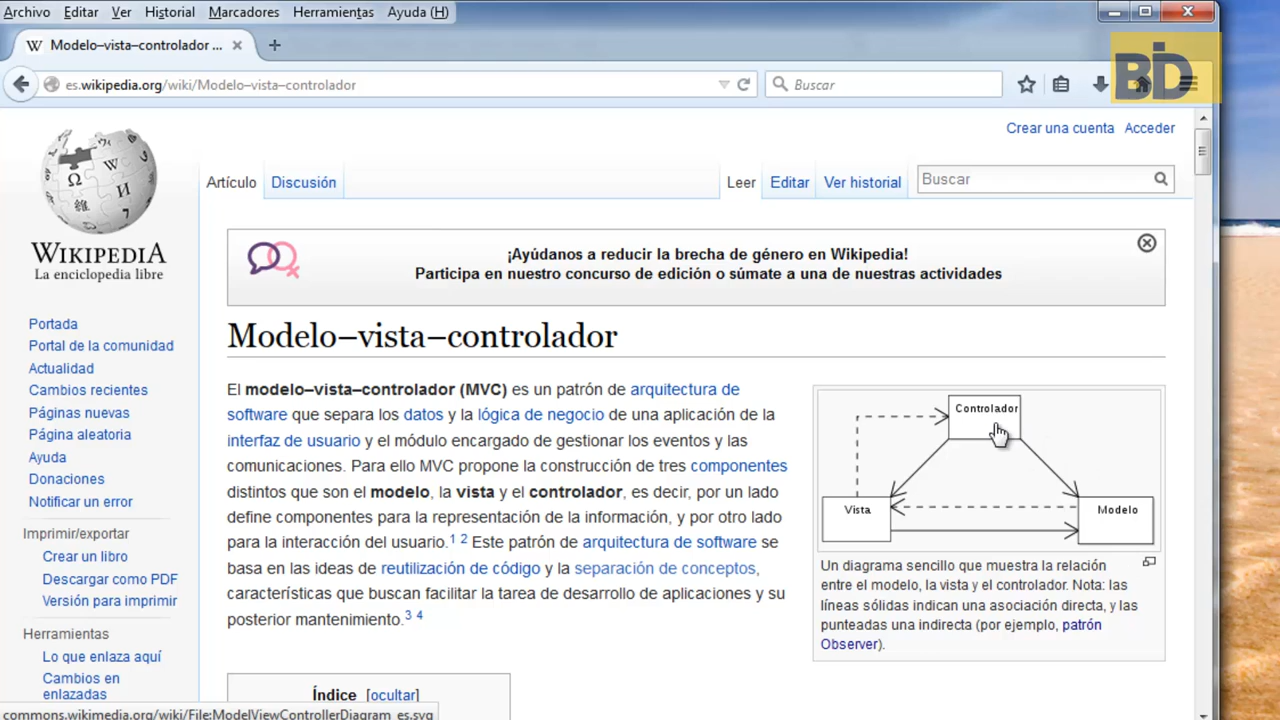 Archivo Editar Ver Historial Marcadores Herramientas Ayuda (H)
W Modelo–vista–controlador ...
es.wikipedia.org/wiki/Modelo–vista–controlador
Buscar
BID
Crear una cuenta Acceder
Artículo Discusión Leer Editar Ver historial Buscar
WIKIPEDIA
La enciclopedia libre
¡Ayúdanos a reducir la brecha de género en Wikipedia!
Participa en nuestro concurso de edición o súmate a una de nuestras actividades
Portada
Portal de la comunidad
Actualidad
Cambios recientes
Páginas nuevas
Página aleatoria
Ayuda
Donaciones
Notificar un error
Imprimir/exportar
Crear un libro
Descargar como PDF
Versión para imprimir
Herramientas
Lo que enlaza aquí
Cambios en
enlazadas
Modelo–vista–controlador
El modelo–vista–controlador (MVC) es un patrón de arquitectura de
software que separa los datos y la lógica de negocio de una aplicación de la
interfaz de usuario y el módulo encargado de gestionar los eventos y las
comunicaciones. Para ello MVC propone la construcción de tres componentes
distintos que son el modelo, la vista y el controlador, es decir, por un lado
define componentes para la representación de la información, y por otro lado
para la interacción del usuario.1 2 Este patrón de arquitectura de software se
basa en las ideas de reutilización de código y la separación de conceptos,
características que buscan facilitar la tarea de desarrollo de aplicaciones y su
posterior mantenimiento.3 4
Controlador
Vista
Modelo
Un diagrama sencillo que muestra la relación
entre el modelo, la vista y el controlador. Nota: las
líneas sólidas indican una asociación directa, y las
punteadas una indirecta (por ejemplo, patrón
Observer).
Índice [ocultar]
commons.wikimedia.org/wiki/File:ModelViewControllerDiagram_es.svg